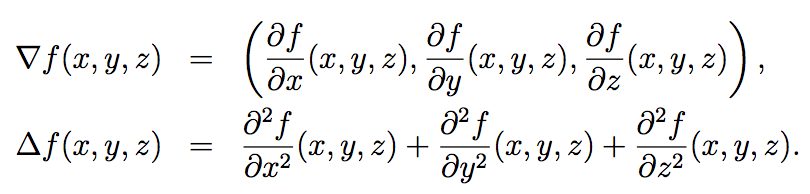 ∇f(x, y, z) = (∂f/∂x (x, y, z), ∂f/∂y (x, y, z), ∂f/∂z (x, y, z)),
Δf(x, y, z) = ∂²f/∂x² (x, y, z) + ∂²f/∂y² (x, y, z) + ∂²f/∂z² (x, y, z).